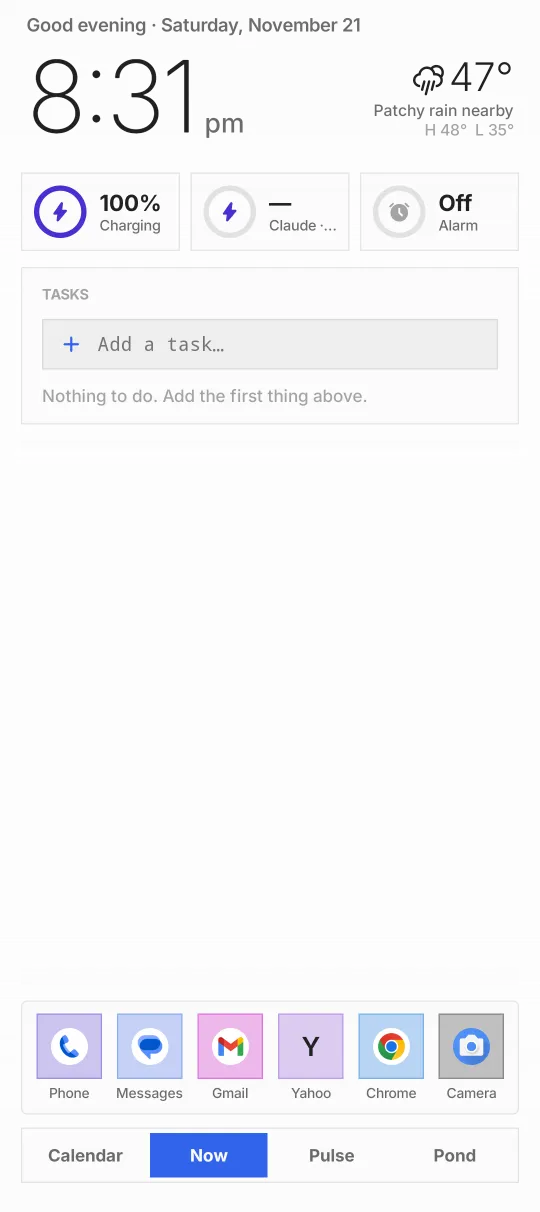 Good evening · Saturday, November 21
8:31 pm
47°
Patchy rain nearby
H 48° L 35°
100%
Charging
—
Claude ·...
Off
Alarm
TASKS
+ Add a task…
Nothing to do. Add the first thing above.
Y
Phone Messages Gmail Yahoo Chrome Camera
Calendar Now Pulse Pond